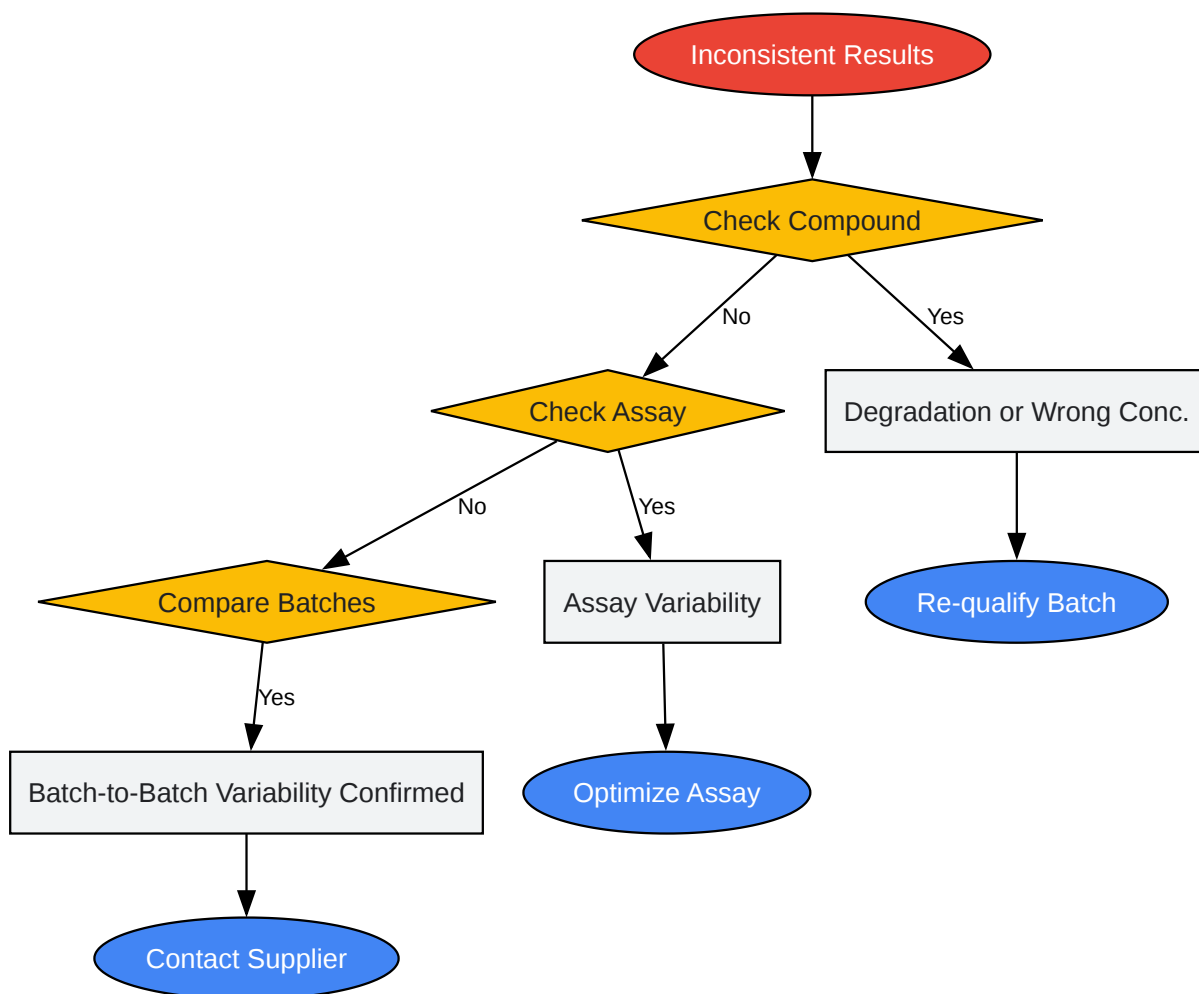 Inconsistent Results
Check Compound
No
Yes
Check Assay
Degradation or Wrong Conc.
No
Yes
Compare Batches
Assay Variability
Re-qualify Batch
Yes
Batch-to-Batch Variability Confirmed
Optimize Assay
Contact Supplier